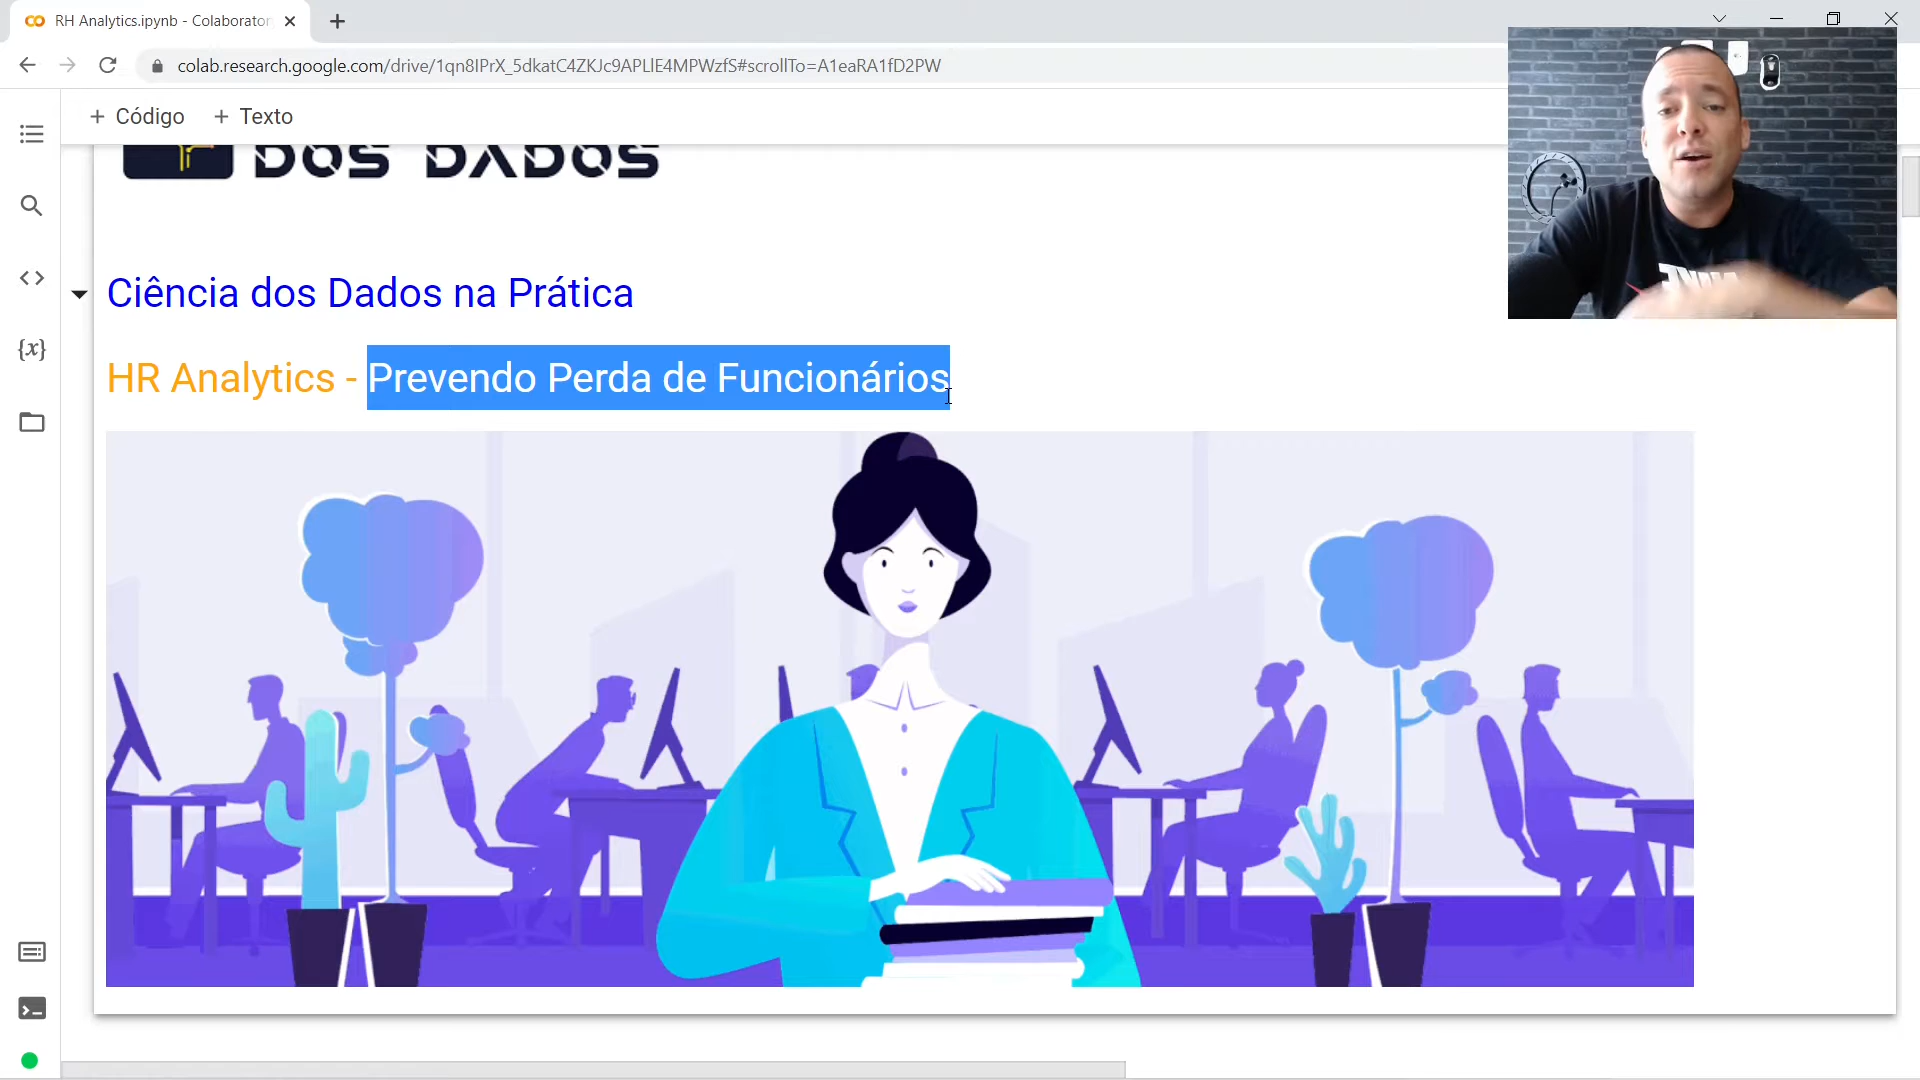 RH Analytics.ipynb - Colaborator
colab.research.google.com/drive/1qn8IPrX_5dkatC4ZKJc9APLlE4MPWzfS#scrollTo=A1eaRA1fD2PW
+ Código + Texto
DOS DADOS
Ciência dos Dados na Prática
HR Analytics - Prevendo Perda de Funcionários